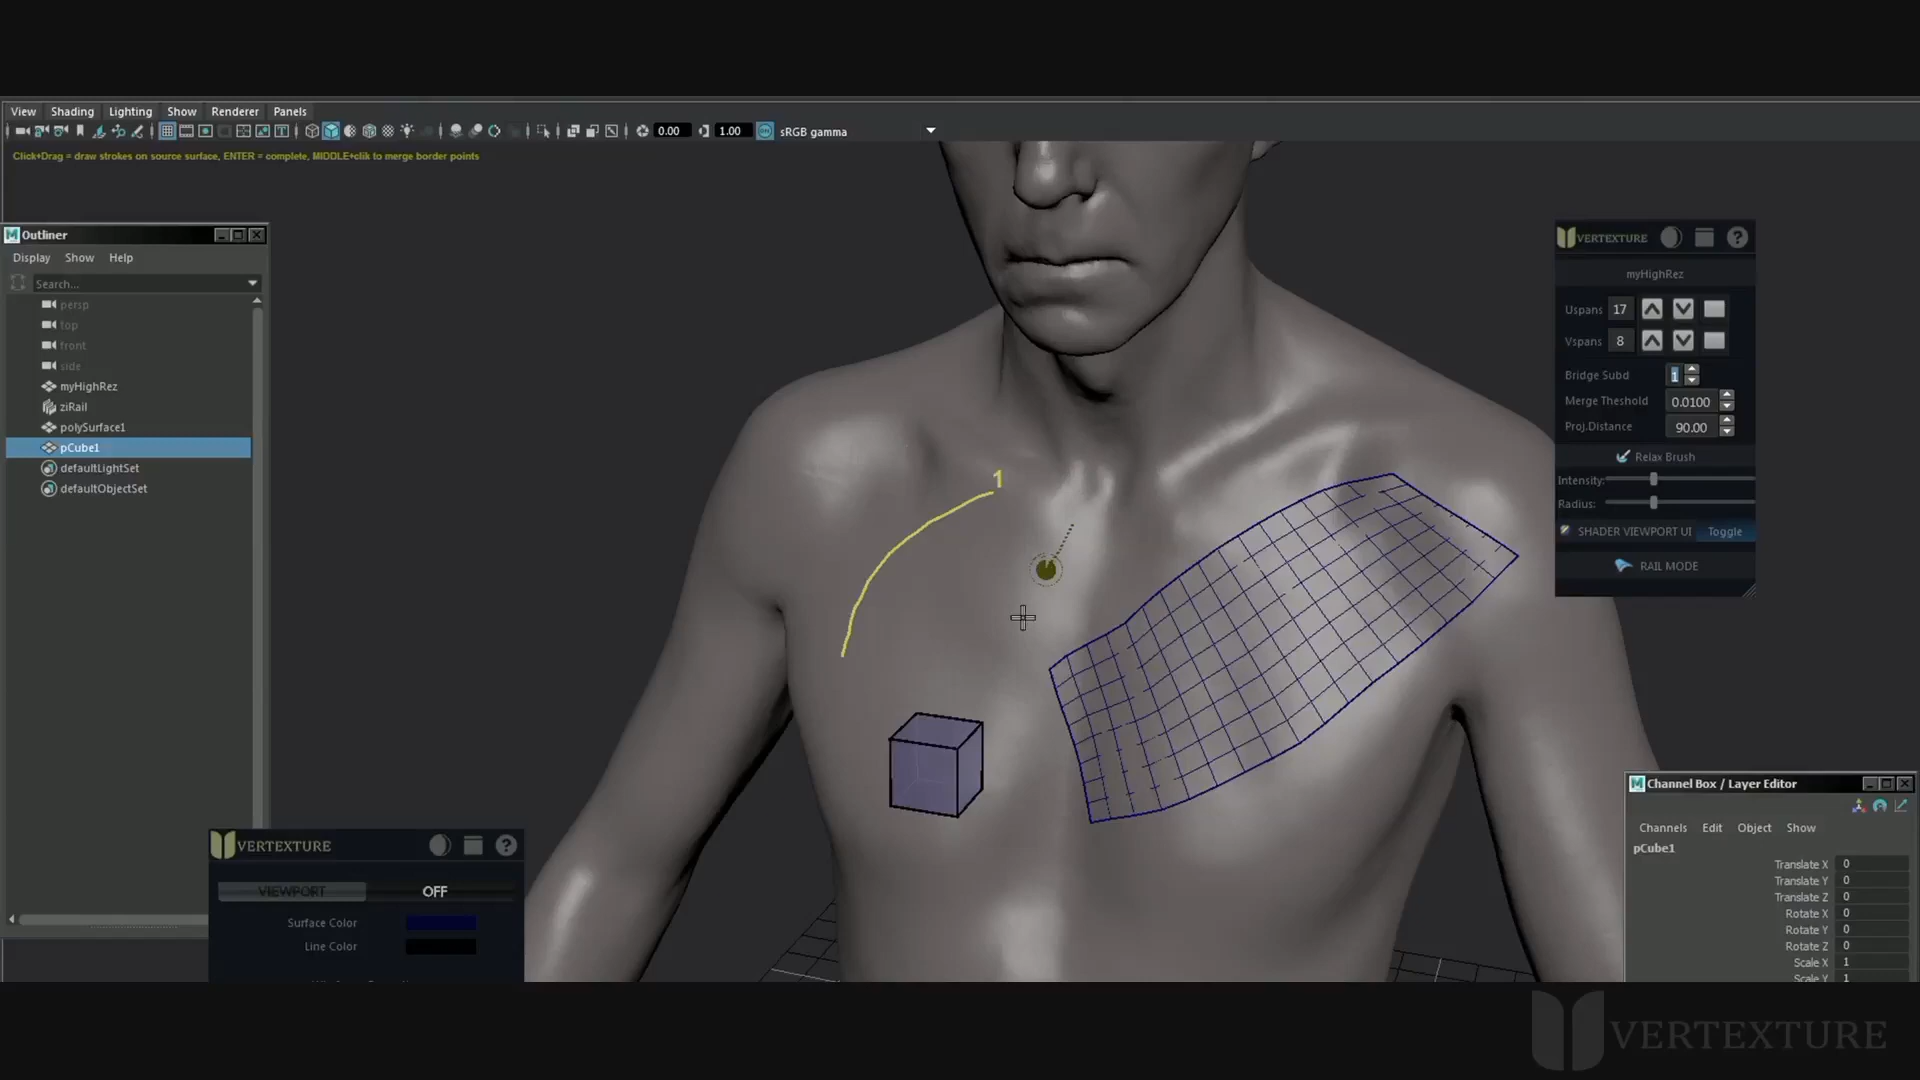 View Shading Lighting Show Renderer Panels
0.00 1.00 sRGB gamma
Click+Drag = draw strokes on source surface, ENTER = complete, MIDDLE+clik to merge border points
Outliner
Display Show Help
Search...
persp
top
front
side
myHighRez
ziRail
polySurface1
pCube1
defaultLightSet
defaultObjectSet
1
VERTEXTURE
myHighRez
Uspans 17
Vspans 8
Bridge Subd 1
Merge Theshold 0.0100
Proj.Distance 90.00
Relax Brush
Intensity:
Radius:
SHADER VIEWPORT UI Toggle
RAIL MODE
VERTEXTURE
VIEWPORT OFF
Surface Color
Line Color
Channel Box / Layer Editor
Channels Edit Object Show
pCube1
Translate X 0
Translate Y 0
Translate Z 0
Rotate X 0
Rotate Y 0
Rotate Z 0
Scale X 1
Scale Y 1
VERTEXTURE